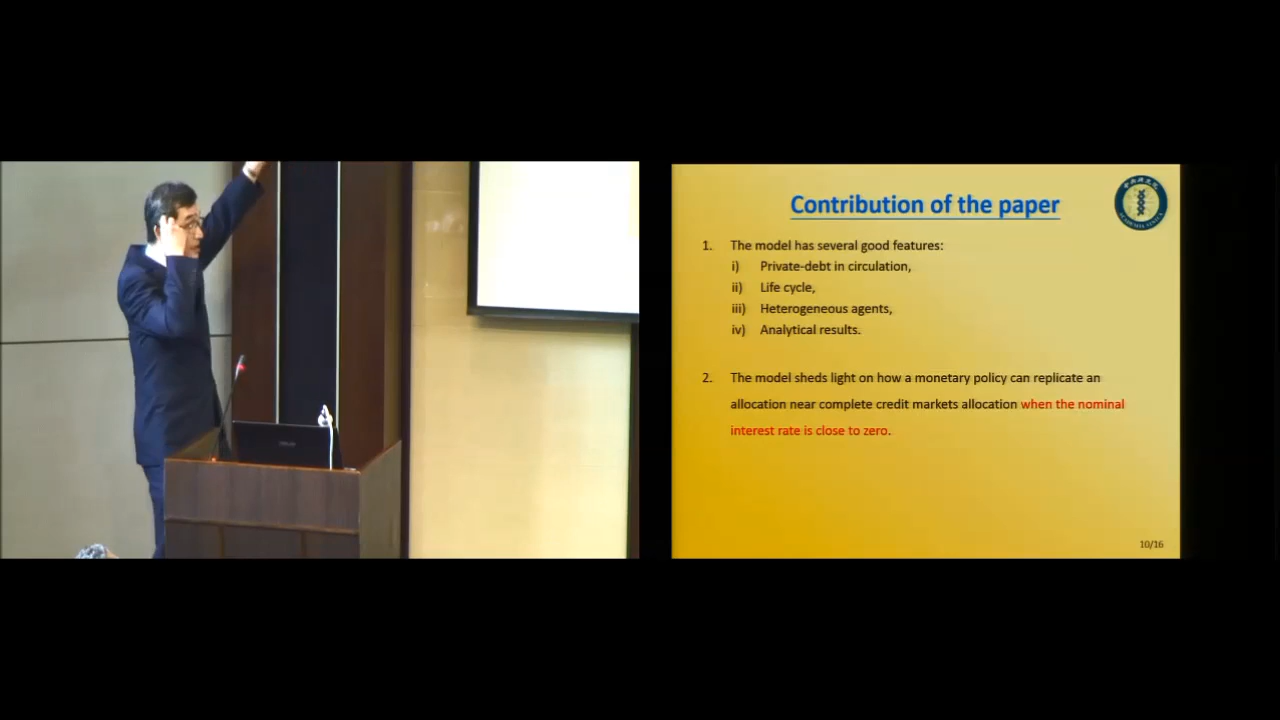 Contribution of the paper
1. The model has several good features:
i) Private-debt in circulation,
ii) Life cycle,
iii) Heterogeneous agents,
iv) Analytical results.
2. The model sheds light on how a monetary policy can replicate an
allocation near complete credit markets allocation when the nominal
interest rate is close to zero.
10/16